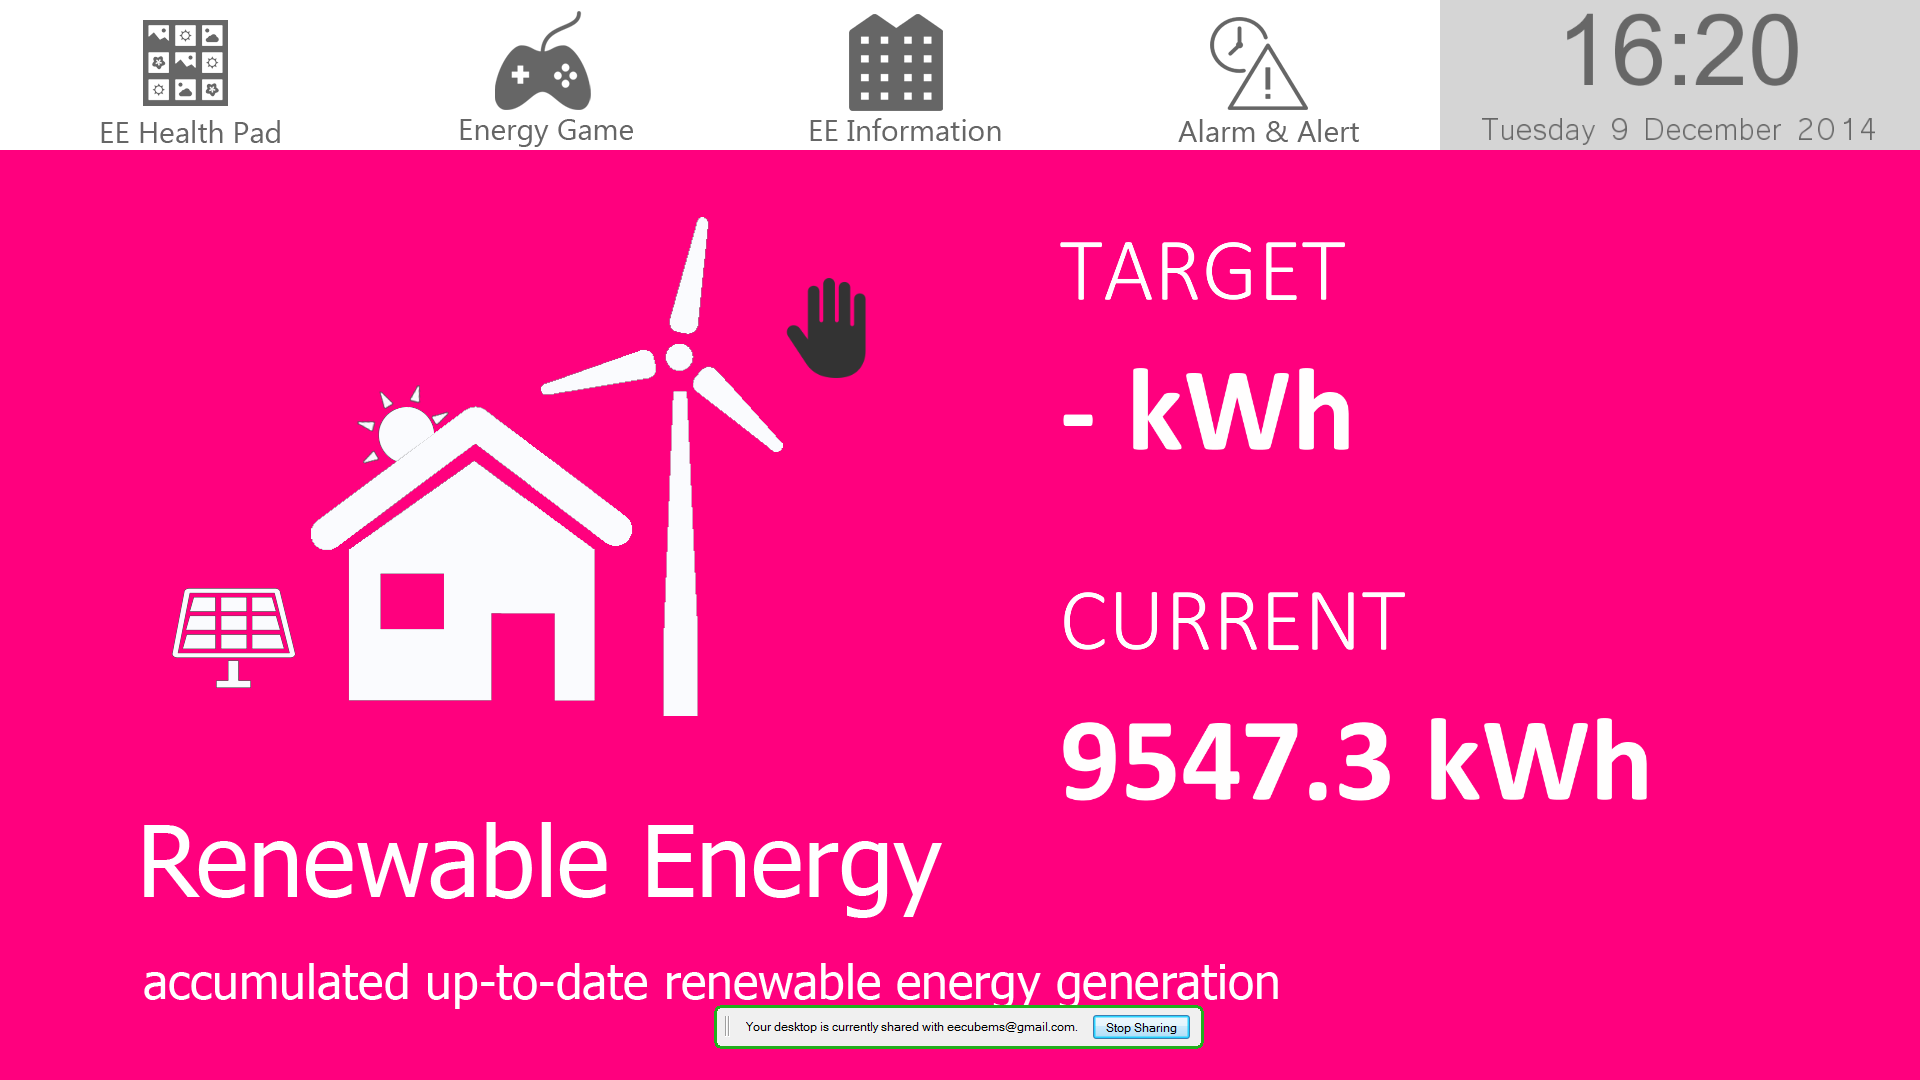 EE Health Pad
Energy Game
EE Information
Alarm & Alert
16:20
Tuesday 9 December 2014
TARGET
- kWh
CURRENT
9547.3 kWh
Renewable Energy
accumulated up-to-date renewable energy generation
Your desktop is currently shared with eecubems@gmail.com.
Stop Sharing